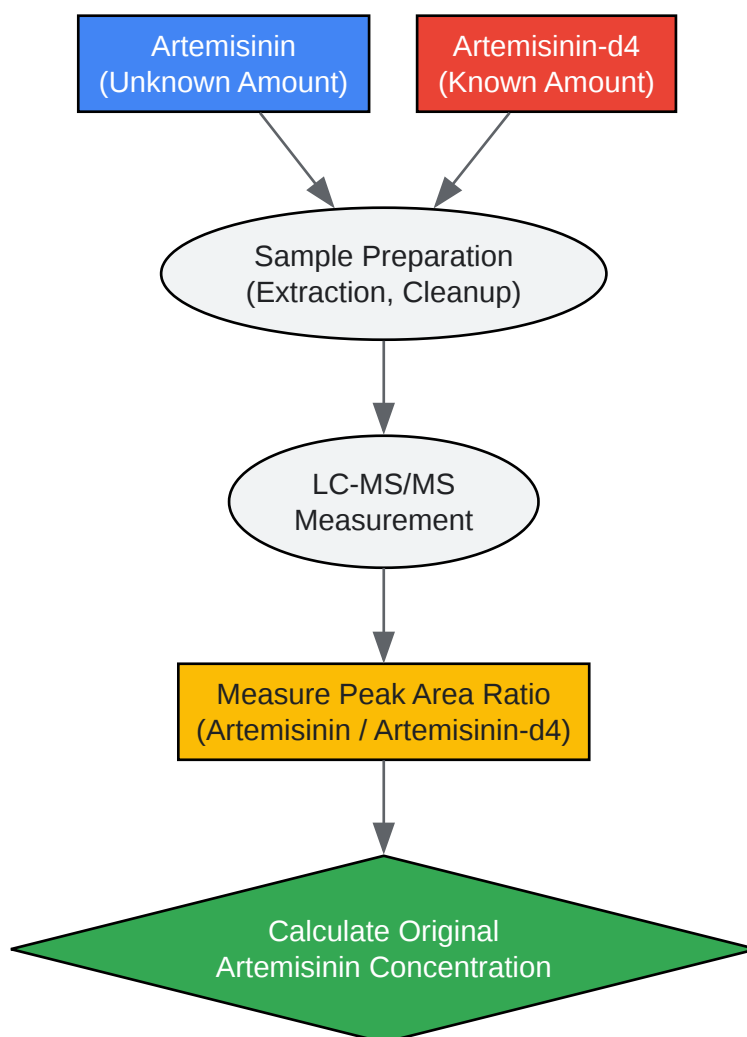 Artemisinin
(Unknown Amount)
Artemisinin-d4
(Known Amount)
Sample Preparation
(Extraction, Cleanup)
LC-MS/MS
Measurement
Measure Peak Area Ratio
(Artemisinin / Artemisinin-d4)
Calculate Original
Artemisinin Concentration